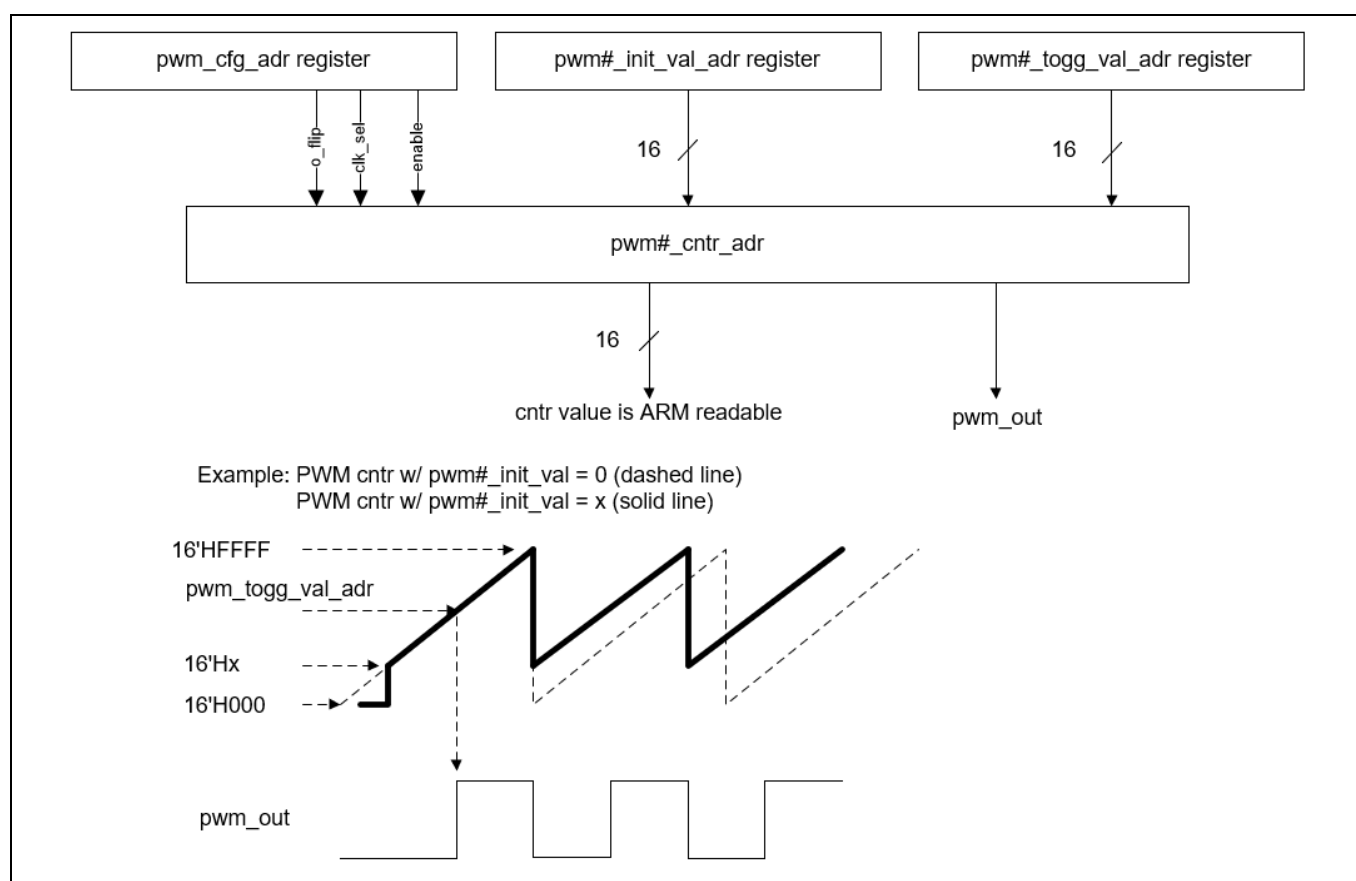 pwm_cfg_adr register
pwm#_init_val_adr register
pwm#_togg_val_adr register
o_flip
clk_sel
enable
16
16
pwm#_cntr_adr
16
cntr value is ARM readable
pwm_out
Example: PWM cntr w/ pwm#_init_val = 0 (dashed line)
PWM cntr w/ pwm#_init_val = x (solid line)
16'HFFFF
pwm_togg_val_adr
16'Hx
16'H000
pwm_out